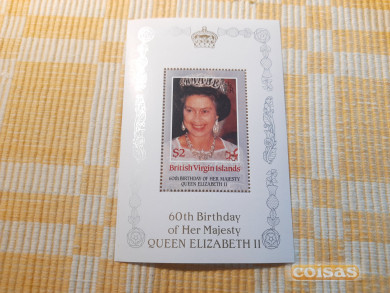 $2
British Virgin Islands
60TH BIRTHDAY OF HER MAJESTY
QUEEN ELIZABETH II
60th Birthday
of Her Majesty
QUEEN ELIZABETH II
coisas